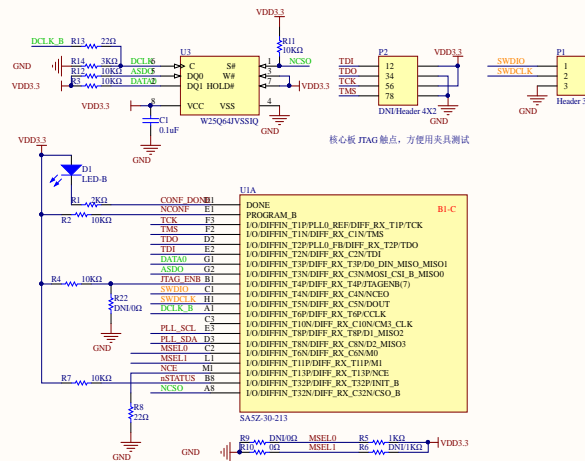 VDD3.3
DCLK_B R13 22Ω
R11
10KΩ
U3
P2
VDD3.3
P1
GND R14 3KΩ DCLK 6 C S# 1 NCSO TDI 12 SWDIO 1
R12 10KΩ ASDO 5 DQ0 W# 3 TDO 34 SWDCLK 2
R3 10KΩ DATA0 2 DQ1 HOLD# 7 VDD3.3 TCK 56 3
VDD3.3
TMS 78
VDD3.3 8 VCC VSS 4
DNI/Header 4X2
GND Header 3
C1
0.1uF
W25Q64JVSSIQ
GND
GND
GND
核心板 JTAG 触点，方便用夹具测试
VDD3.3
D1
LED-B
U1A
B1-C
R1 2KΩ CONF_DONE DONE
R2 10KΩ NCONF E1 PROGRAM_B
TCK F3 I/O/DIFFIN_T1P/PLL0_REF/DIFF_RX_T1P/TCK
TMS F2 I/O/DIFFIN_T1N/DIFF_RX_C1N/TMS
TDO D2 I/O/DIFFIN_T2P/PLL0_FB/DIFF_RX_T2P/TDO
TDI E2 I/O/DIFFIN_T2N/DIFF_RX_C2N/TDI
DATA0 G1 I/O/DIFFIN_T3P/DIFF_RX_T3P/D0_DIN_MISO_MISO1
ASDO G2 I/O/DIFFIN_T3N/DIFF_RX_C3N/MOSI_CSI_B_MISO0
R4 10KΩ JTAG_ENB B1 I/O/DIFFIN_T4P/DIFF_RX_T4P/JTAGENB(7)
SWDIO C1 I/O/DIFFIN_T4N/DIFF_RX_C4N/NCEO
R22
DNI/0Ω
SWDCLK H1 I/O/DIFFIN_T5N/DIFF_RX_C5N/DOUT
DCLK_B A1 I/O/DIFFIN_T6P/DIFF_RX_T6P/CCLK
C3 I/O/DIFFIN_T10N/DIFF_RX_C10N/CM3_CLK
GND
PLL_SCL E3 I/O/DIFFIN_T8P/DIFF_RX_T8P/D1_MISO2
PLL_SDA D3 I/O/DIFFIN_T8N/DIFF_RX_C8N/D2_MISO3
MSEL0 C2 I/O/DIFFIN_T6N/DIFF_RX_C6N/M0
MSEL1 L1 I/O/DIFFIN_T11P/DIFF_RX_T11P/M1
NCE M1 I/O/DIFFIN_T13P/DIFF_RX_T13P/NCE
R7 10KΩ nSTATUS B8 I/O/DIFFIN_T32P/DIFF_RX_T32P/INIT_B
NCSO A8 I/O/DIFFIN_T32N/DIFF_RX_C32N/CSO_B
R8
22Ω
SA5Z-30-213
GND
R9 DNI/0Ω MSEL0 R5 1KΩ VDD3.3
GND R10 0Ω MSEL1 R6 DNI/1KΩ